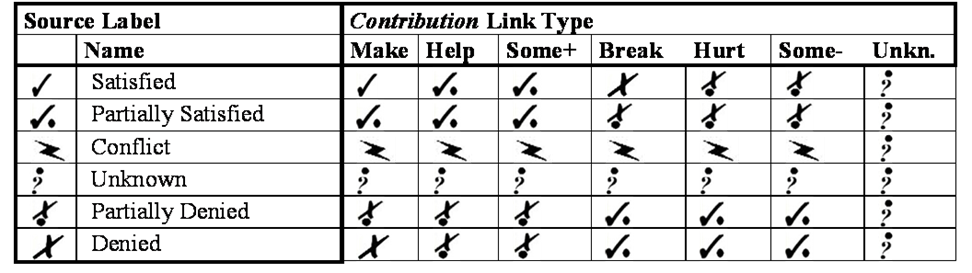 Source Label Contribution Link Type
Name Make Help Some+ Break Hurt Some- Unkn.
Satisfied ✓ ✓. ✓. ✗ ✗. ✗. ?
Partially Satisfied ✓. ✓. ✓. ✗. ✗. ✗. ?
Conflict ?
Unknown ? ? ? ? ? ? ?
Partially Denied ✗. ✗. ✗. ✓. ✓. ✓. ?
Denied ✗ ✗. ✗. ✓. ✓. ✓. ?